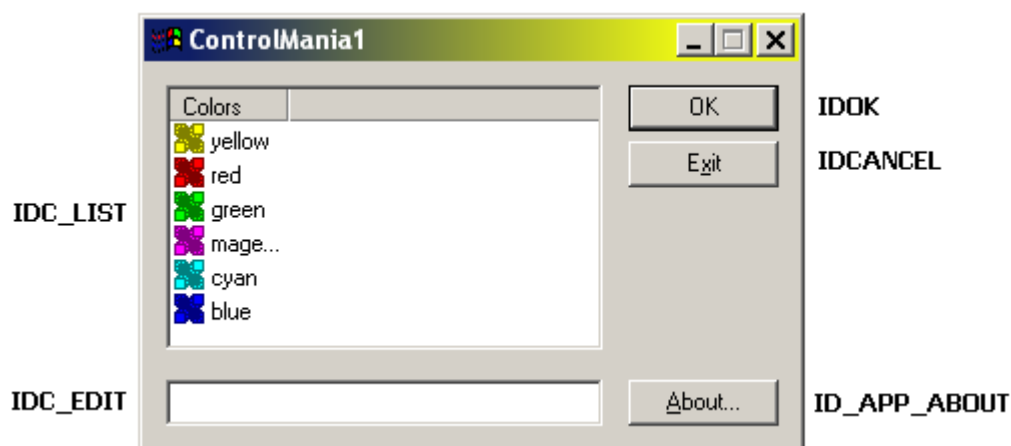 ControlMania1
Colors
OK
IDOK
yellow
Exit
IDCANCEL
red
IDC_LIST
green
mage...
cyan
blue
IDC_EDIT
About...
ID_APP_ABOUT